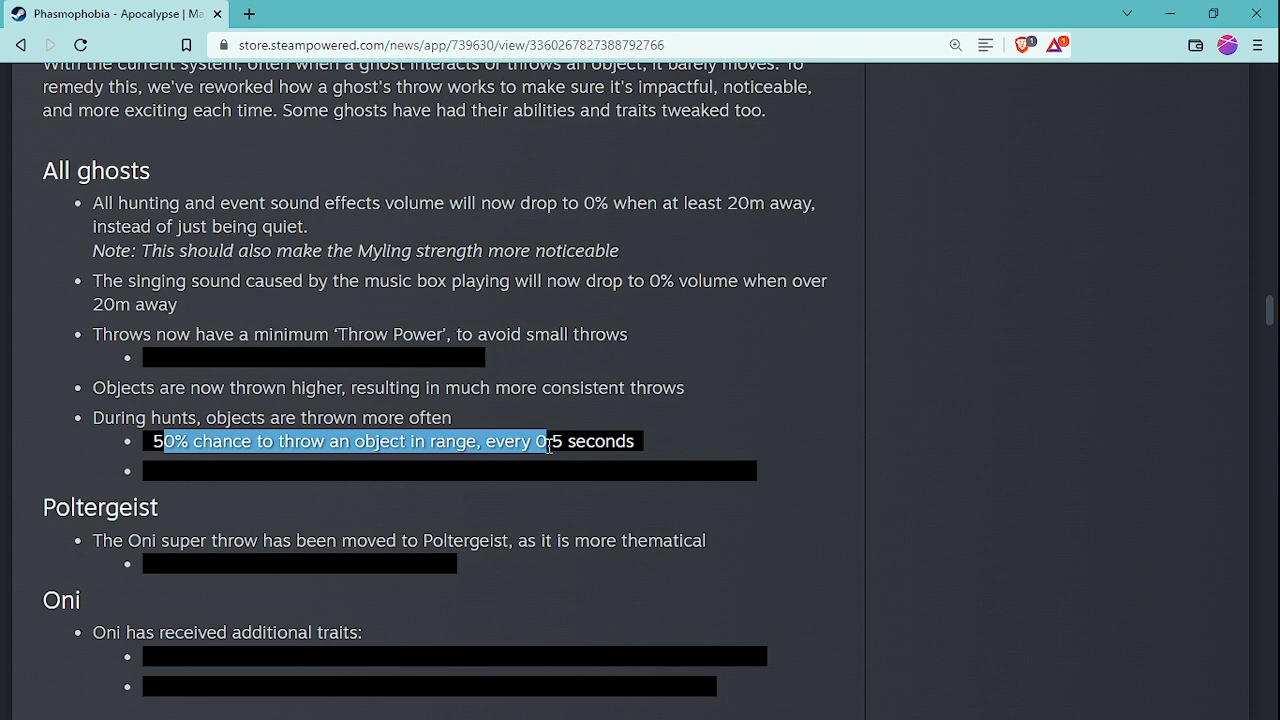 Phasmophobia - Apocalypse | Ma
store.steampowered.com/news/app/739630/view/3360267827388792766
1
1
With the current system, often when a ghost interacts or throws an object, it barely moves. To
remedy this, we've reworked how a ghost's throw works to make sure it's impactful, noticeable,
and more exciting each time. Some ghosts have had their abilities and traits tweaked too.
All ghosts
All hunting and event sound effects volume will now drop to 0% when at least 20m away,
instead of just being quiet.
Note: This should also make the Myling strength more noticeable
The singing sound caused by the music box playing will now drop to 0% volume when over
20m away
Throws now have a minimum ‘Throw Power’, to avoid small throws
Objects are now thrown higher, resulting in much more consistent throws
During hunts, objects are thrown more often
50% chance to throw an object in range, every 0.5 seconds
Poltergeist
The Oni super throw has been moved to Poltergeist, as it is more thematical
Oni
Oni has received additional traits: